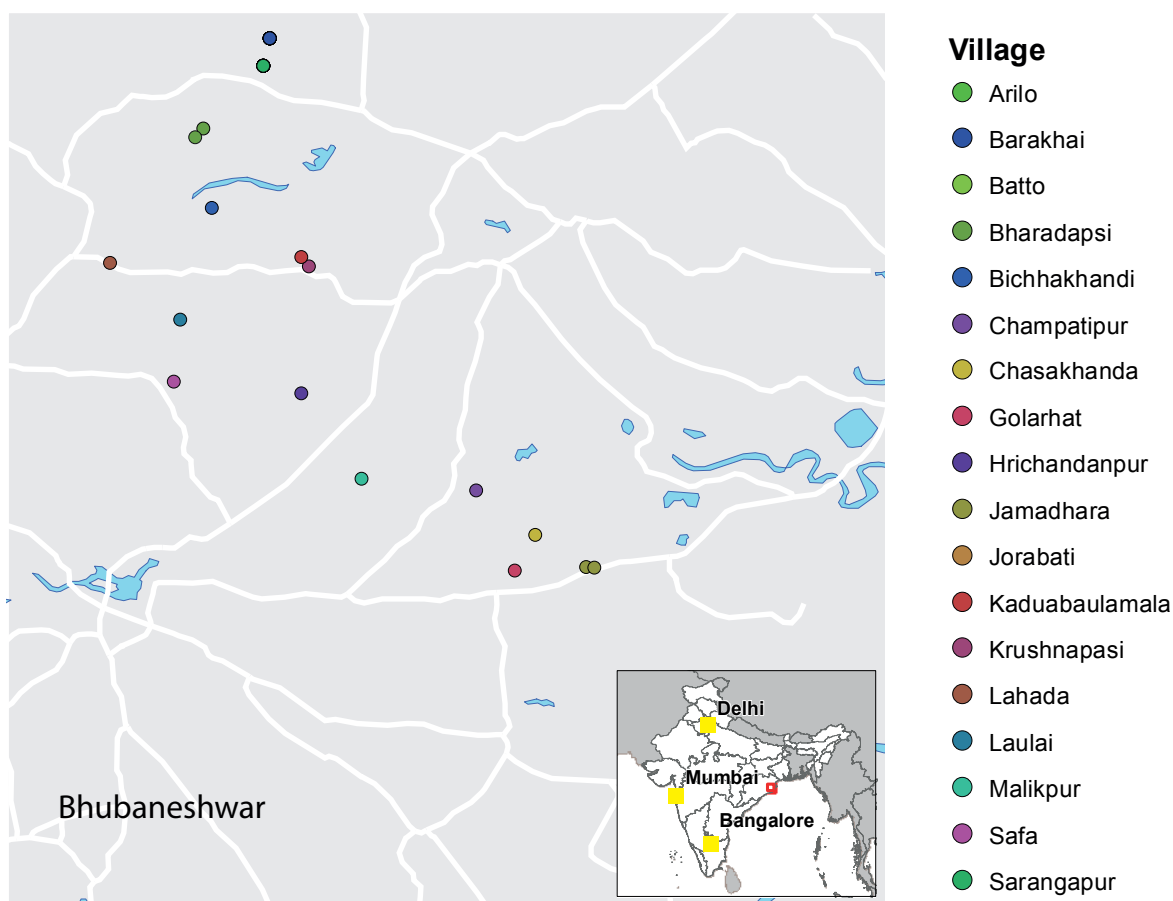 Village
Arilo
Barakhai
Batto
Bharadapsi
Bichhakhandi
Champatipur
Chasakhanda
Golarhat
Hrichandanpur
Jamadhara
Jorabati
Kaduabaulamala
Krushnapasi
Lahada
Laulai
Malikpur
Safa
Sarangapur
Bhubaneshwar
Delhi
Mumbai
Bangalore